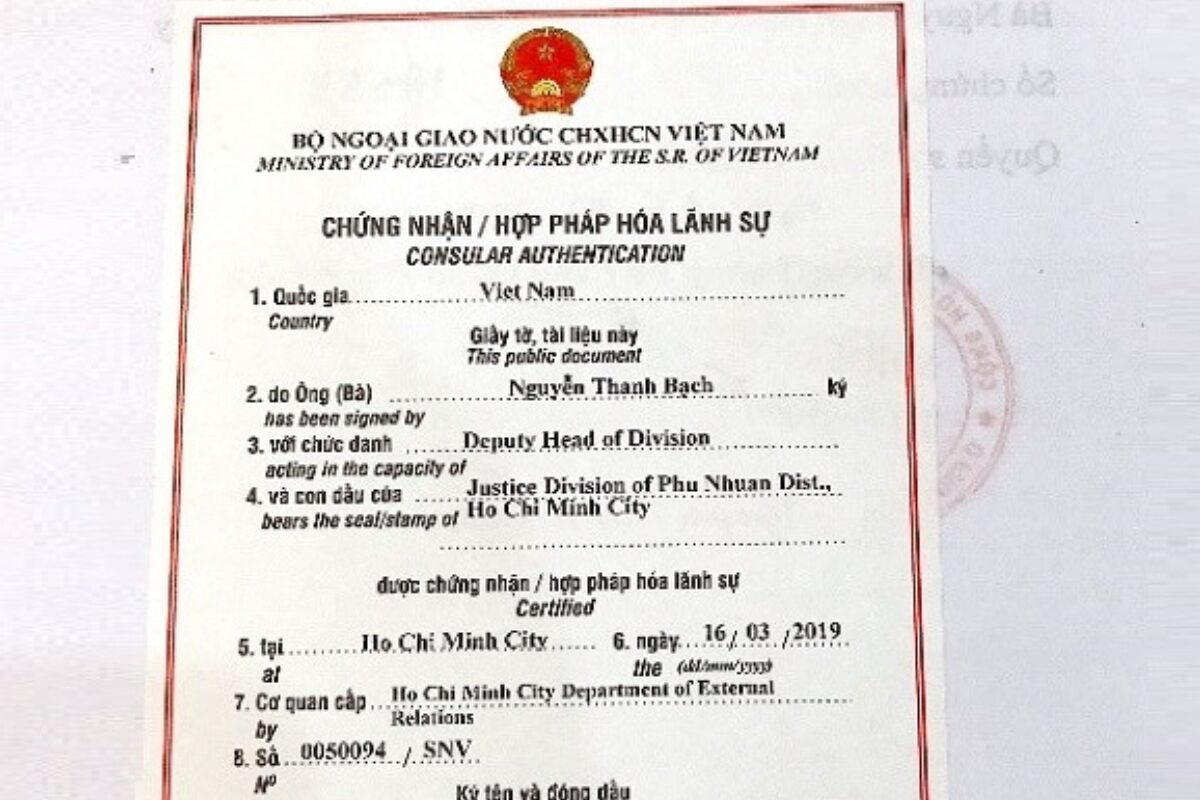 BỘ NGOẠI GIAO NƯỚC CHXHCN VIỆT NAM
MINISTRY OF FOREIGN AFFAIRS OF THE S.R. OF VIETNAM
CHỨNG NHẬN / HỢP PHÁP HÓA LÃNH SỰ
CONSULAR AUTHENTICATION
1. Quốc gia Viet Nam
Country
Giấy tờ, tài liệu này
This public document
2. do Ông (Bà) Nguyễn Thanh Bạch ký
has been signed by
3. với chức danh Deputy Head of Division
acting in the capacity of
4. và con dấu của Justice Division of Phu Nhuan Dist.,
bears the seal/stamp of Ho Chi Minh City
được chứng nhận / hợp pháp hóa lãnh sự
Certified
5. tại Ho Chi Minh City 6. ngày 16/ 03 /2019
at the (dd/mm/yyyy)
7. Cơ quan cấp Ho Chi Minh City Department of External
by Relations
8. Số 0050094 / SNV
Nº
Ký tên và đóng dấu
Bà Nguy
Số chứng
Quyển s